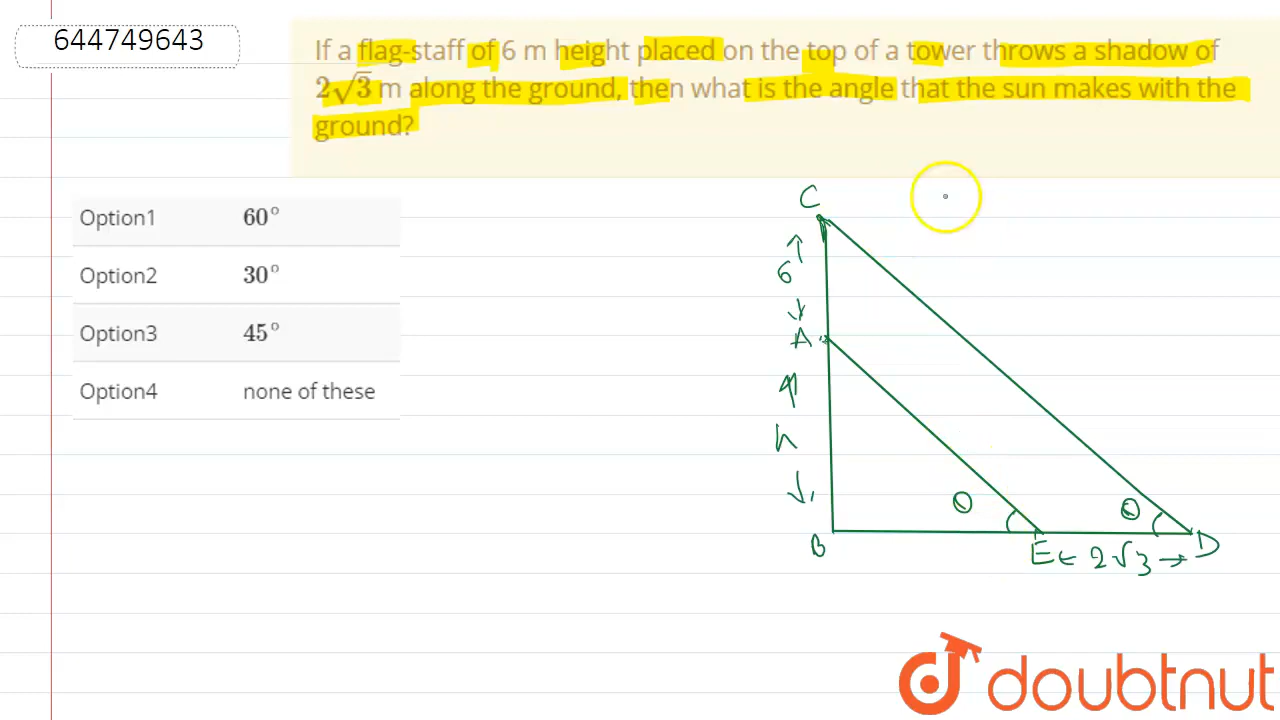 644749643
If a flag-staff of 6 m height placed on the top of a tower throws a shadow of
2√3 m along the ground, then what is the angle that the sun makes with the
ground?
Option1 60°
Option2 30°
Option3 45°
Option4 none of these
C
6
A
h
θ
θ
B
E
2√3
D
doubtnut